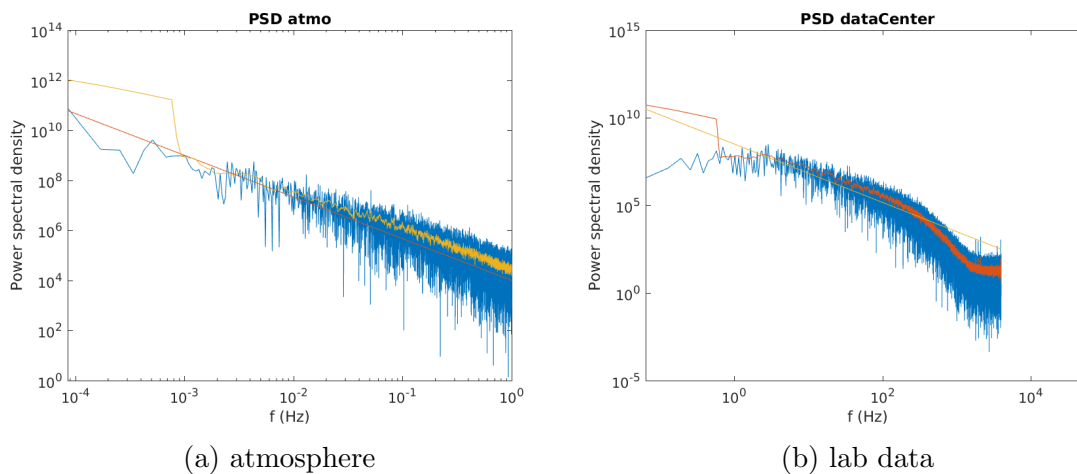 PSD atmo
10^14
10^12
10^10
10^8
10^6
10^4
10^2
10^0
Power spectral density
10^-4
10^-3
10^-2
10^-1
10^0
f (Hz)
(a) atmosphere
PSD dataCenter
10^15
10^10
10^5
10^0
10^-5
Power spectral density
10^0
10^2
10^4
f (Hz)
(b) lab data